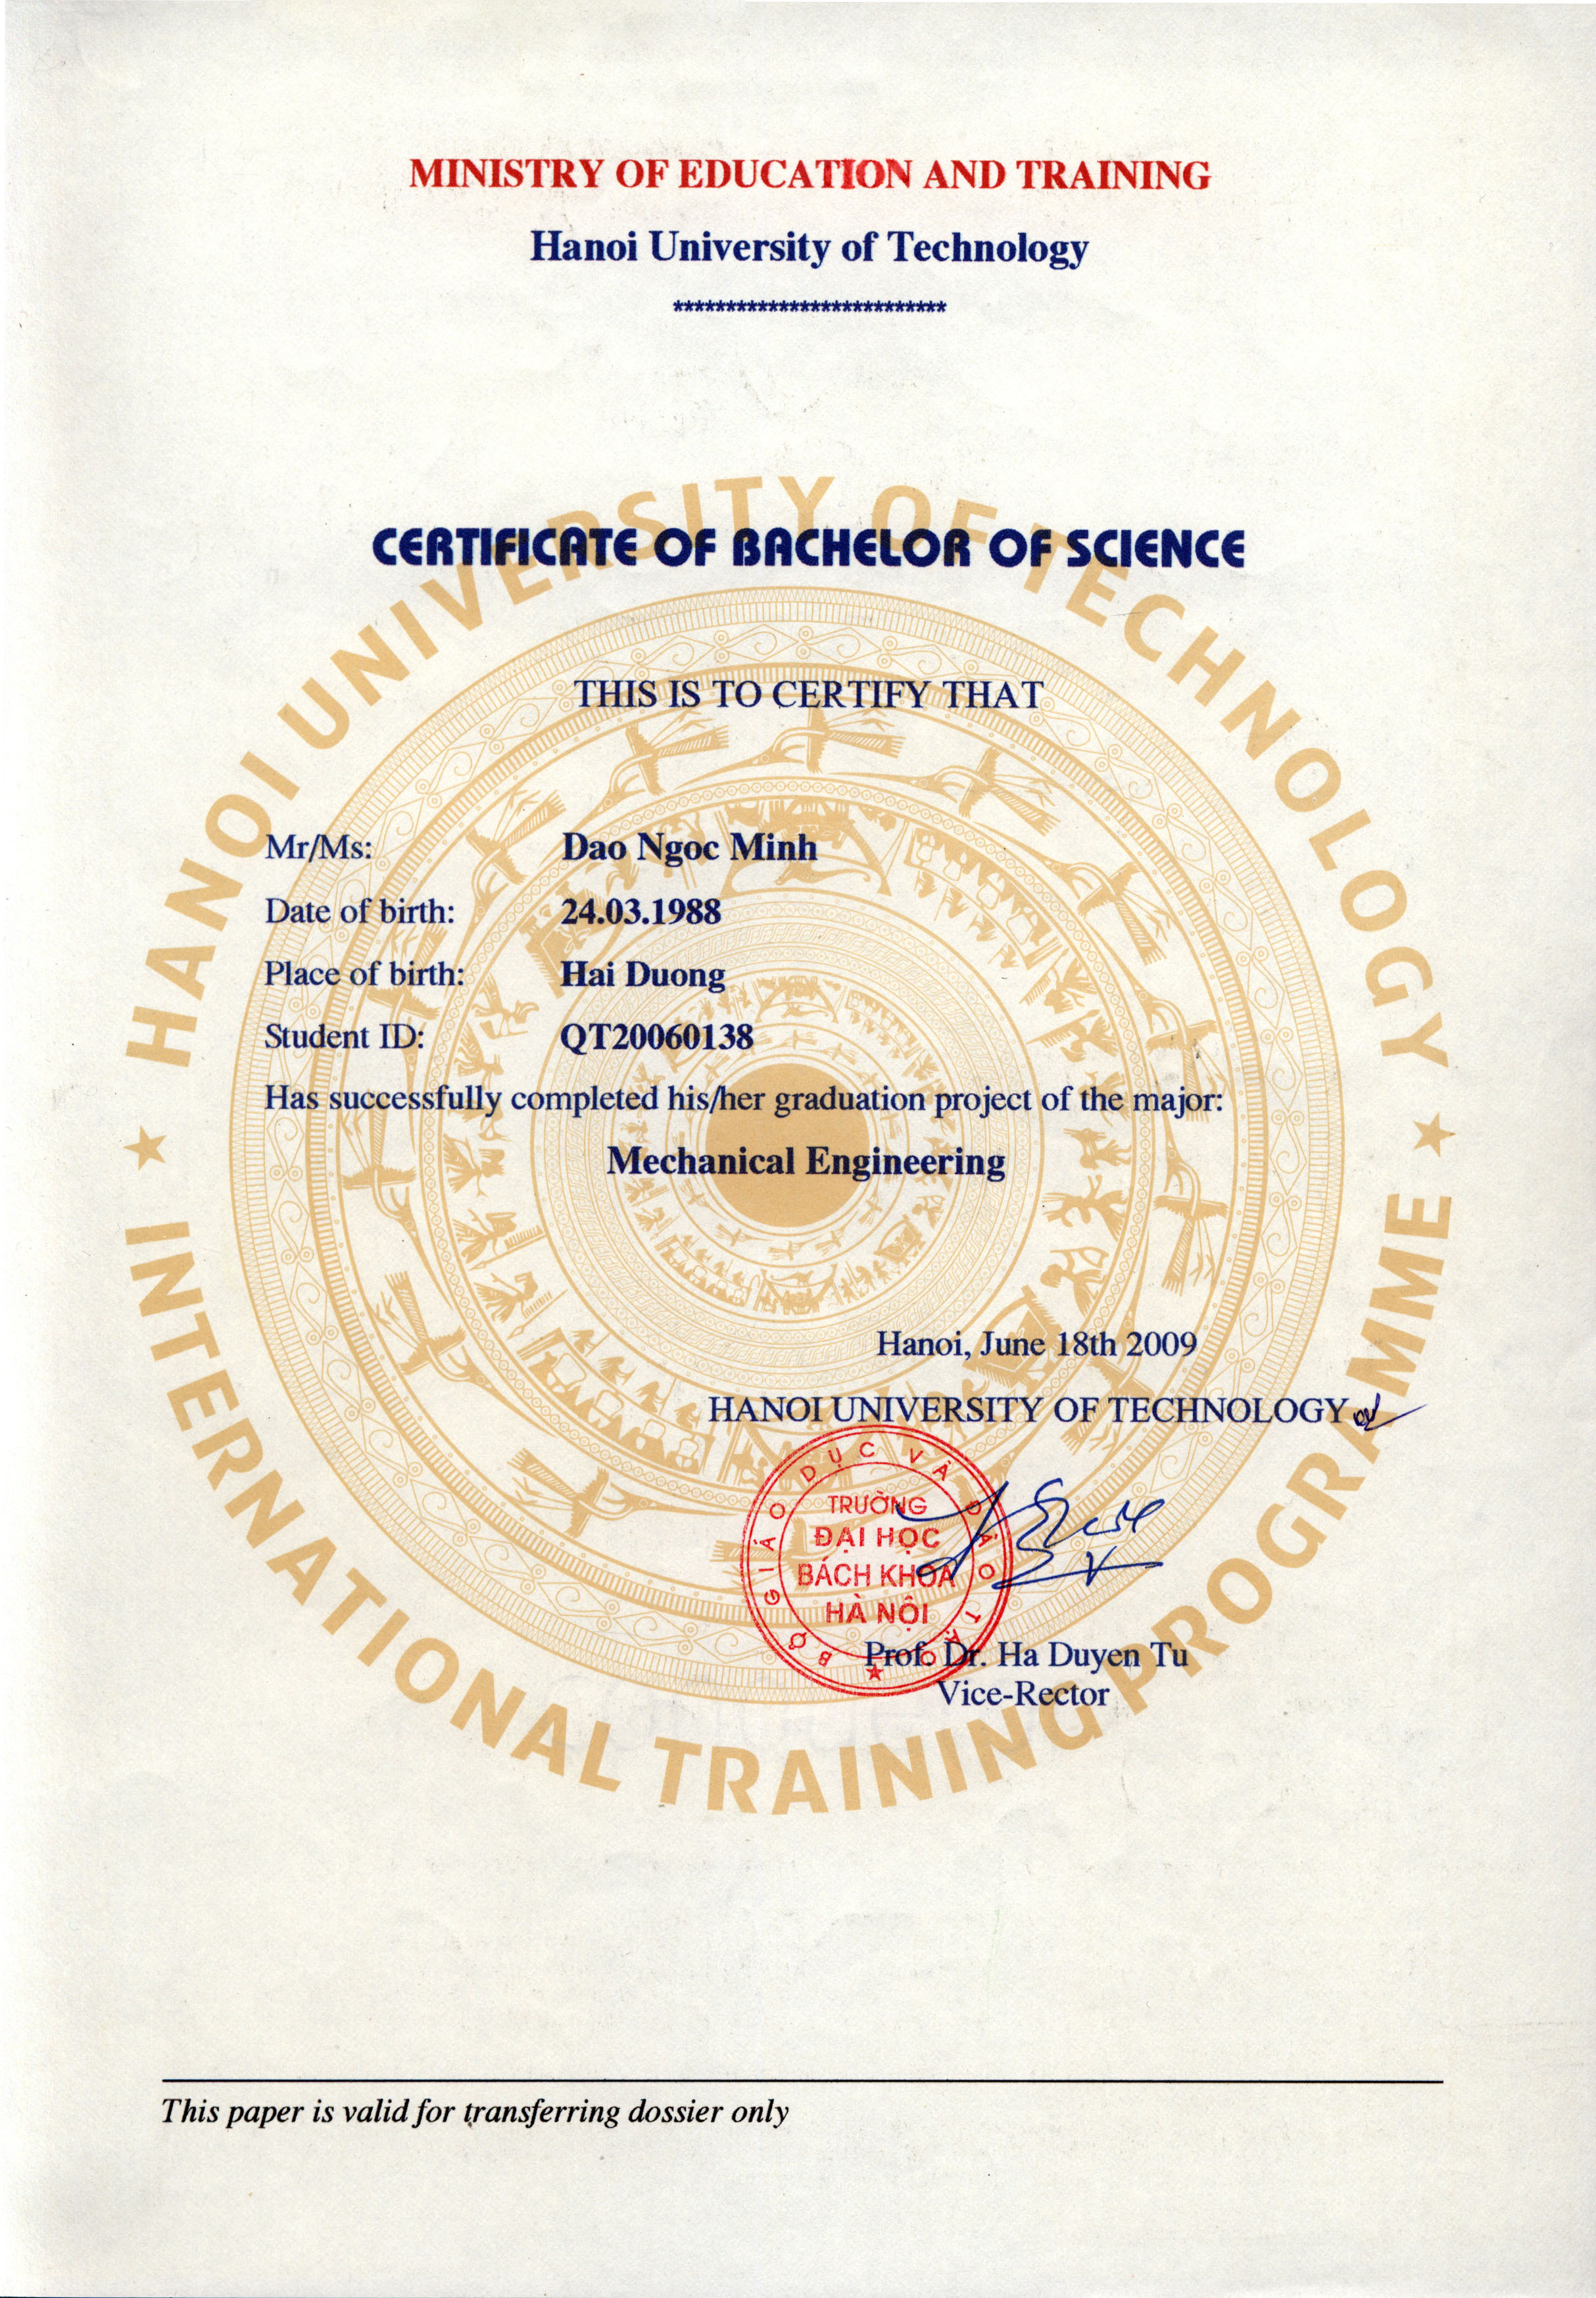 MINISTRY OF EDUCATION AND TRAINING
Hanoi University of Technology
**************************
CERTIFICATE OF BACHELOR OF SCIENCE
HANOI UNIVERSITY OF TECHNOLOGY
THIS IS TO CERTIFY THAT
Mr/Ms: Dao Ngoc Minh
Date of birth: 24.03.1988
Place of birth: Hai Duong
Student ID: QT20060138
Has successfully completed his/her graduation project of the major:
Mechanical Engineering
Hanoi, June 18th 2009
HANOI UNIVERSITY OF TECHNOLOGY
BỘ GIÁO DỤC VÀ ĐÀO TẠO
TRƯỜNG
ĐẠI HỌC
BÁCH KHOA
HÀ NỘI
Prof. Dr. Ha Duyen Tu
Vice-Rector
INTERNATIONAL TRAINING PROGRAMME
This paper is valid for transferring dossier only